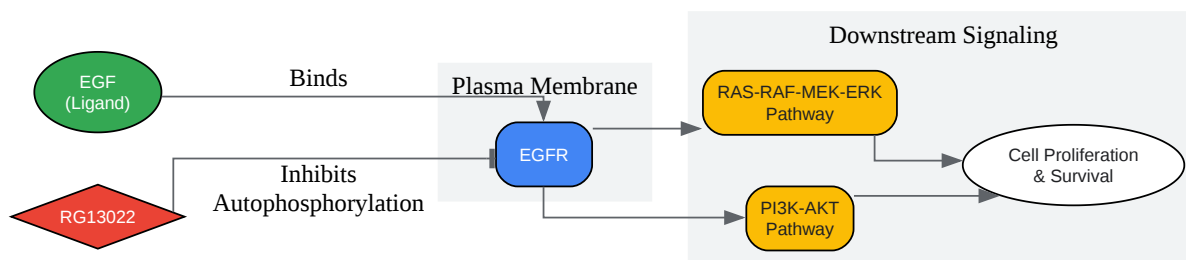 Downstream Signaling
EGF
(Ligand)
Binds
Plasma Membrane
RAS-RAF-MEK-ERK
Pathway
EGFR
Cell Proliferation
& Survival
Inhibits
Autophosphorylation
RG13022
PI3K-AKT
Pathway